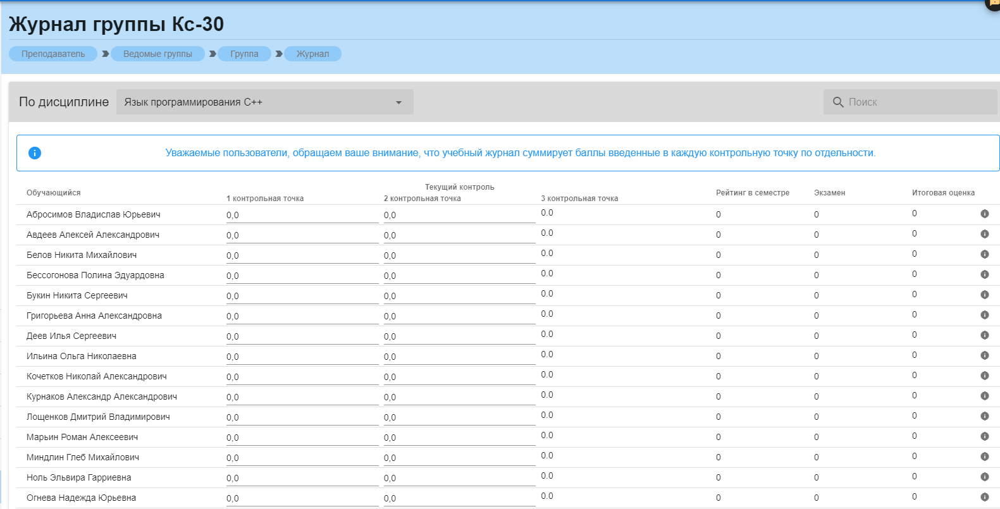 Журнал группы Кс-30
Преподаватель Ведомые группы Группа Журнал
По дисциплине Язык программирования C++ Поиск
Уважаемые пользователи, обращаем ваше внимание, что учебный журнал суммирует баллы введенные в каждую контрольную точку по отдельности.
Обучающийся Текущий контроль Рейтинг в семестре Экзамен Итоговая оценка
1 контрольная точка 2 контрольная точка 3 контрольная точка
Абросимов Владислав Юрьевич 0,0 0,0 0.0 0 0 0
Авдеев Алексей Александрович 0,0 0,0 0.0 0 0 0
Белов Никита Михайлович 0,0 0,0 0.0 0 0 0
Бессогонова Полина Эдуардовна 0,0 0,0 0.0 0 0 0
Букин Никита Сергеевич 0,0 0,0 0.0 0 0 0
Григорьева Анна Александровна 0,0 0,0 0.0 0 0 0
Деев Илья Сергеевич 0,0 0,0 0.0 0 0 0
Ильина Ольга Николаевна 0,0 0,0 0.0 0 0 0
Кочетков Николай Александрович 0,0 0,0 0.0 0 0 0
Курнаков Александр Александрович 0,0 0,0 0.0 0 0 0
Лощенков Дмитрий Владимирович 0,0 0,0 0.0 0 0 0
Марьин Роман Алексеевич 0,0 0,0 0.0 0 0 0
Миндлин Глеб Михайлович 0,0 0,0 0.0 0 0 0
Ноль Эльвира Гарриевна 0,0 0,0 0.0 0 0 0
Огнева Надежда Юрьевна 0,0 0,0 0.0 0 0 0